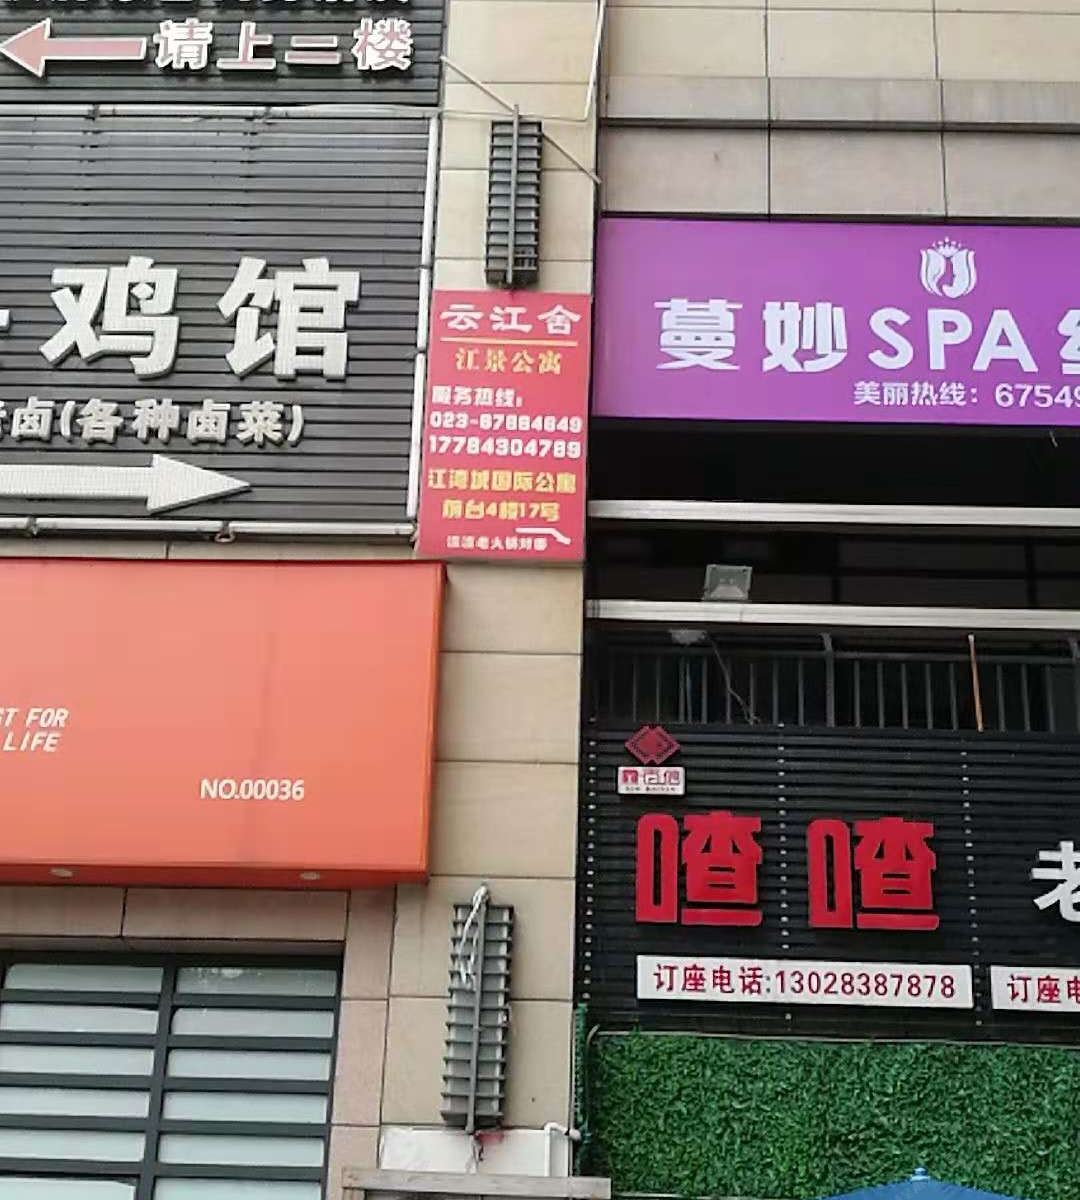 请上二楼
鸡馆
卤(各种卤菜)
云江舍
江景公寓
服务热线:
023-67884849
17784304789
江湾城国际公寓
前台4楼17号
蔓妙SPA
美丽热线: 67549
ST FOR
LIFE
NO.00036
喳喳
老
订座电话:13028387878
订座电